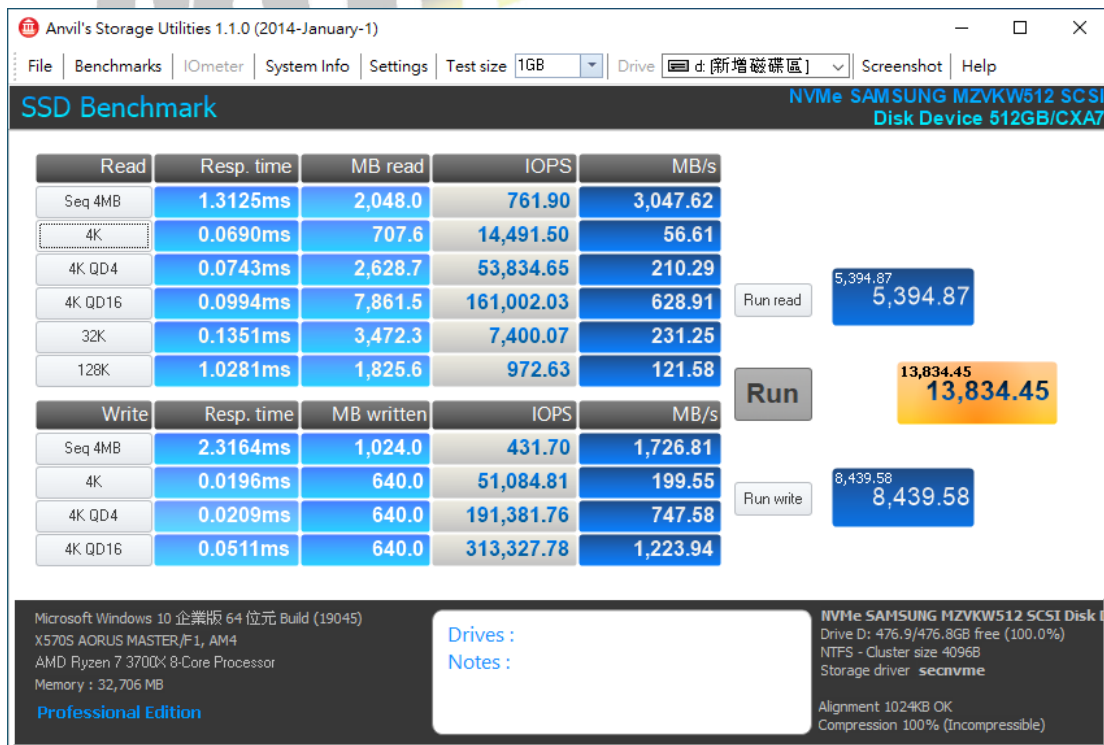 Anvil's Storage Utilities 1.1.0 (2014-January-1)
File Benchmarks IOmeter System Info Settings Test size 1GB Drive d: [新增磁碟區] Screenshot Help
SSD Benchmark
NVMe SAMSUNG MZVKW512 SCSI
Disk Device 512GB/CXA7
Read Resp. time MB read IOPS MB/s
Seq 4MB 1.3125ms 2,048.0 761.90 3,047.62
4K 0.0690ms 707.6 14,491.50 56.61
4K QD4 0.0743ms 2,628.7 53,834.65 210.29
4K QD16 0.0994ms 7,861.5 161,002.03 628.91
32K 0.1351ms 3,472.3 7,400.07 231.25
128K 1.0281ms 1,825.6 972.63 121.58
Run read
5,394.87
5,394.87
Run
13,834.45
13,834.45
Write Resp. time MB written IOPS MB/s
Seq 4MB 2.3164ms 1,024.0 431.70 1,726.81
4K 0.0196ms 640.0 51,084.81 199.55
4K QD4 0.0209ms 640.0 191,381.76 747.58
4K QD16 0.0511ms 640.0 313,327.78 1,223.94
Run write
8,439.58
8,439.58
Microsoft Windows 10 企業版 64 位元 Build (19045)
X570S AORUS MASTER/F1, AM4
AMD Ryzen 7 3700X 8-Core Processor
Memory : 32,706 MB
Professional Edition
Drives :
Notes :
NVMe SAMSUNG MZVKW512 SCSI Disk
Drive D: 476.9/476.8GB free (100.0%)
NTFS - Cluster size 4096B
Storage driver secnvme
Alignment 1024KB OK
Compression 100% (Incompressible)